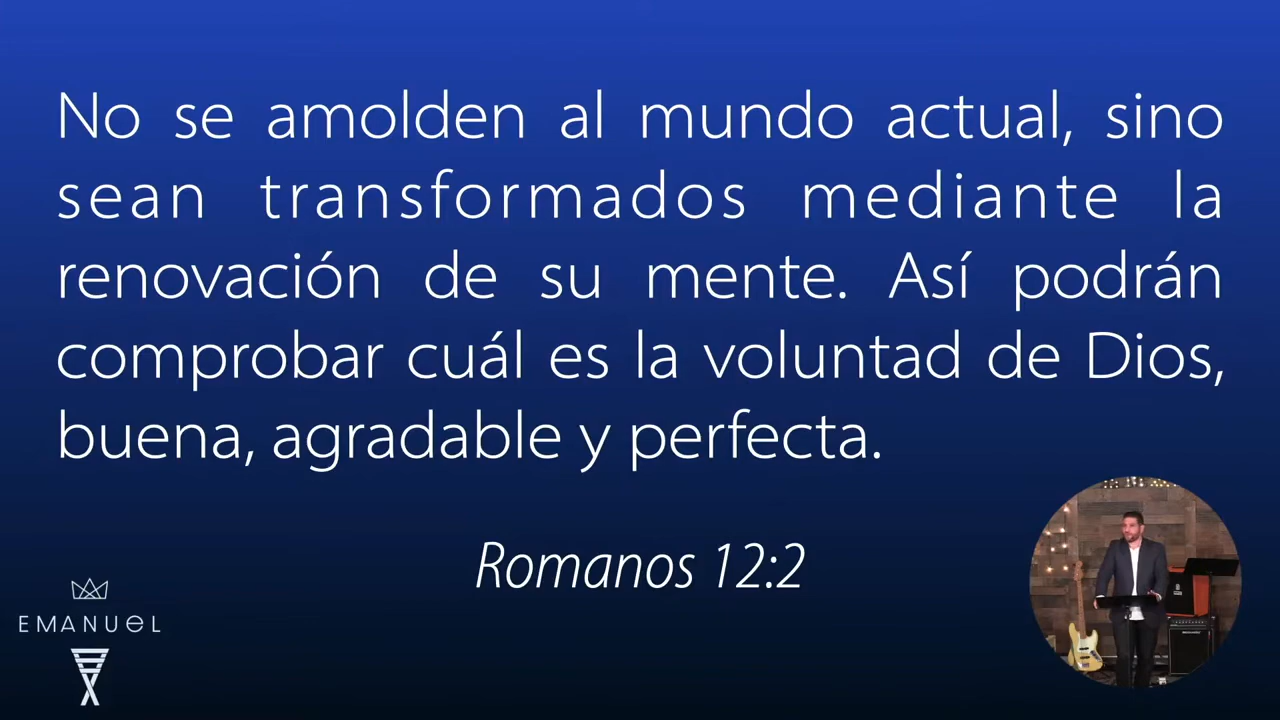 No se amolden al mundo actual, sino
sean transformados mediante la
renovación de su mente. Así podrán
comprobar cuál es la voluntad de Dios,
buena, agradable y perfecta.
Romanos 12:2
EMANUEL